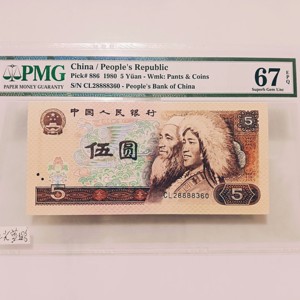 PMG
PAPER MONEY GUARANTY
China / People's Republic
Pick# 886 1980 5 Yüan - Wmk: Pants & Coins
S/N CL28888360 - People's Bank of China
67 EPQ
Superb Gem Unc
中国人民银行
5
伍圆
5
CL28888360
5